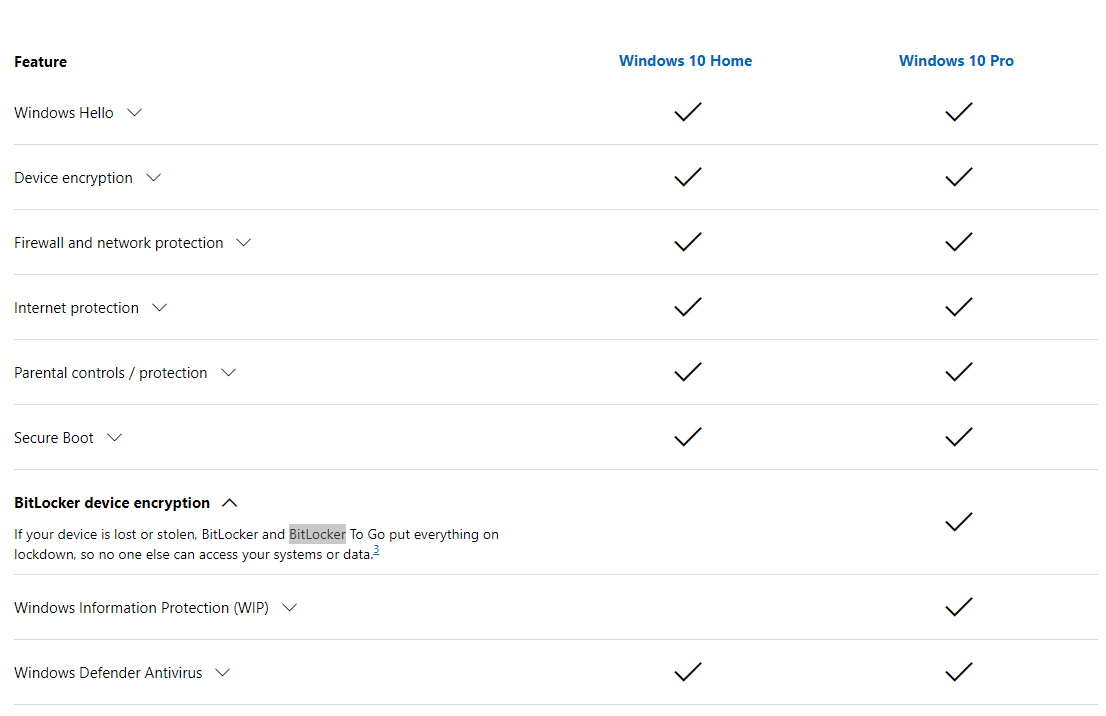 Feature Windows 10 Home Windows 10 Pro
Windows Hello
Device encryption
Firewall and network protection
Internet protection
Parental controls / protection
Secure Boot
BitLocker device encryption
If your device is lost or stolen, BitLocker and BitLocker To Go put everything on
lockdown, so no one else can access your systems or data.3
Windows Information Protection (WIP)
Windows Defender Antivirus